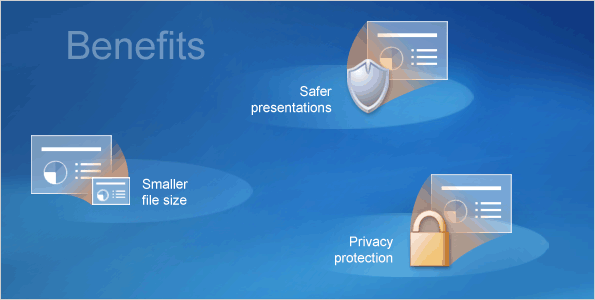 Benefits
Safer
presentations
Smaller
file size
Privacy
protection